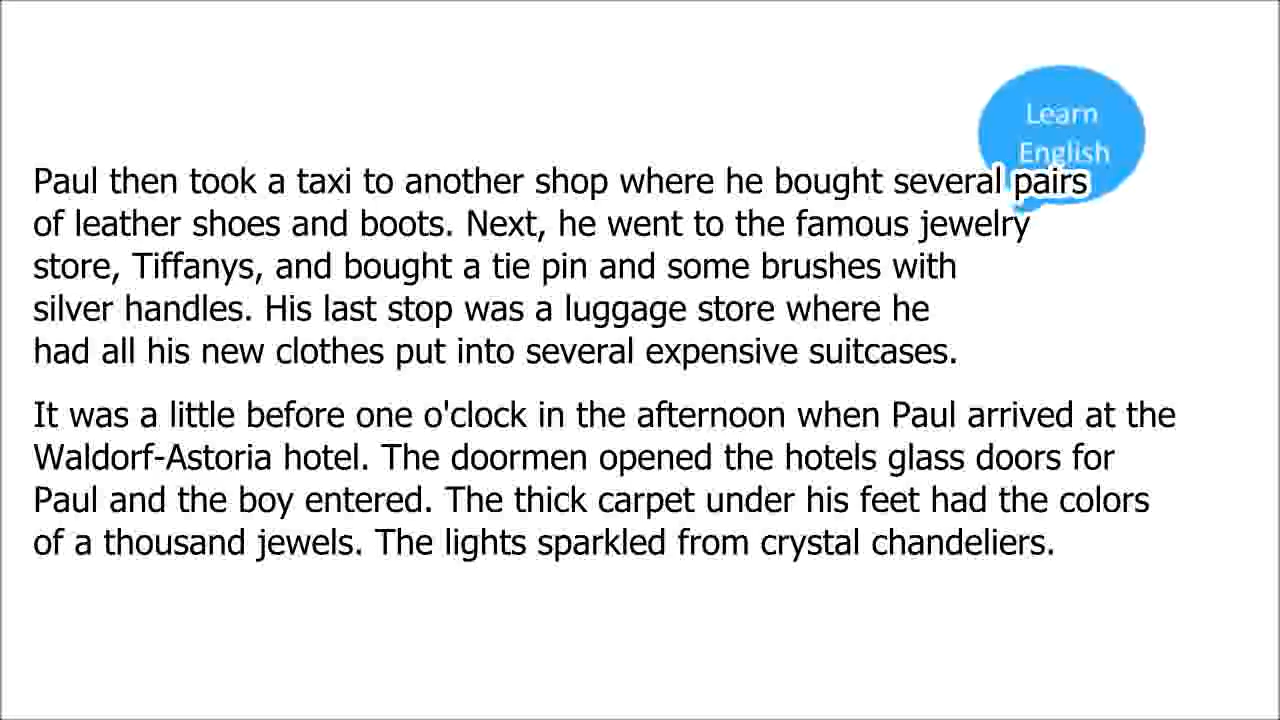 Learn
English
Paul then took a taxi to another shop where he bought several pairs
of leather shoes and boots. Next, he went to the famous jewelry
store, Tiffanys, and bought a tie pin and some brushes with
silver handles. His last stop was a luggage store where he
had all his new clothes put into several expensive suitcases.
It was a little before one o'clock in the afternoon when Paul arrived at the
Waldorf-Astoria hotel. The doormen opened the hotels glass doors for
Paul and the boy entered. The thick carpet under his feet had the colors
of a thousand jewels. The lights sparkled from crystal chandeliers.